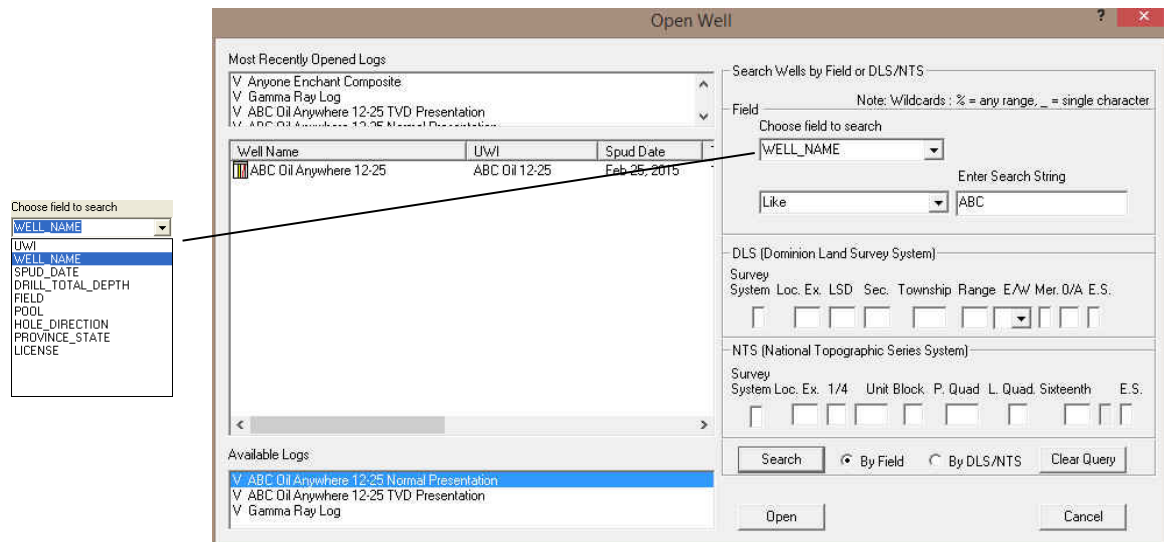 Open Well
? ×
Most Recently Opened Logs
V Anyone Enchant Composite
V Gamma Ray Log
V ABC Oil Anywhere 12-25 TVD Presentation
V ABC Oil Anywhere 12-25 Normal Presentation
Well Name UWI Spud Date
ABC Oil Anywhere 12-25 ABC Oil 12-25 Feb 25, 2015
Available Logs
V ABC Oil Anywhere 12-25 Normal Presentation
V ABC Oil Anywhere 12-25 TVD Presentation
V Gamma Ray Log
Search Wells by Field or DLS/NTS
Note: Wildcards : % = any range, _ = single character
Field
Choose field to search
WELL_NAME
Enter Search String
Like ABC
DLS (Dominion Land Survey System)
Survey
System Loc. Ex. LSD Sec. Township Range E/W Mer. 0/A E.S.
NTS (National Topographic Series System)
Survey
System Loc. Ex. 1/4 Unit Block P. Quad L. Quad. Sixteenth E.S.
Search By Field By DLS/NTS Clear Query
Open Cancel
Choose field to search
WELL_NAME
UWI
WELL_NAME
SPUD_DATE
DRILL_TOTAL_DEPTH
FIELD
POOL
HOLE_DIRECTION
PROVINCE_STATE
LICENSE